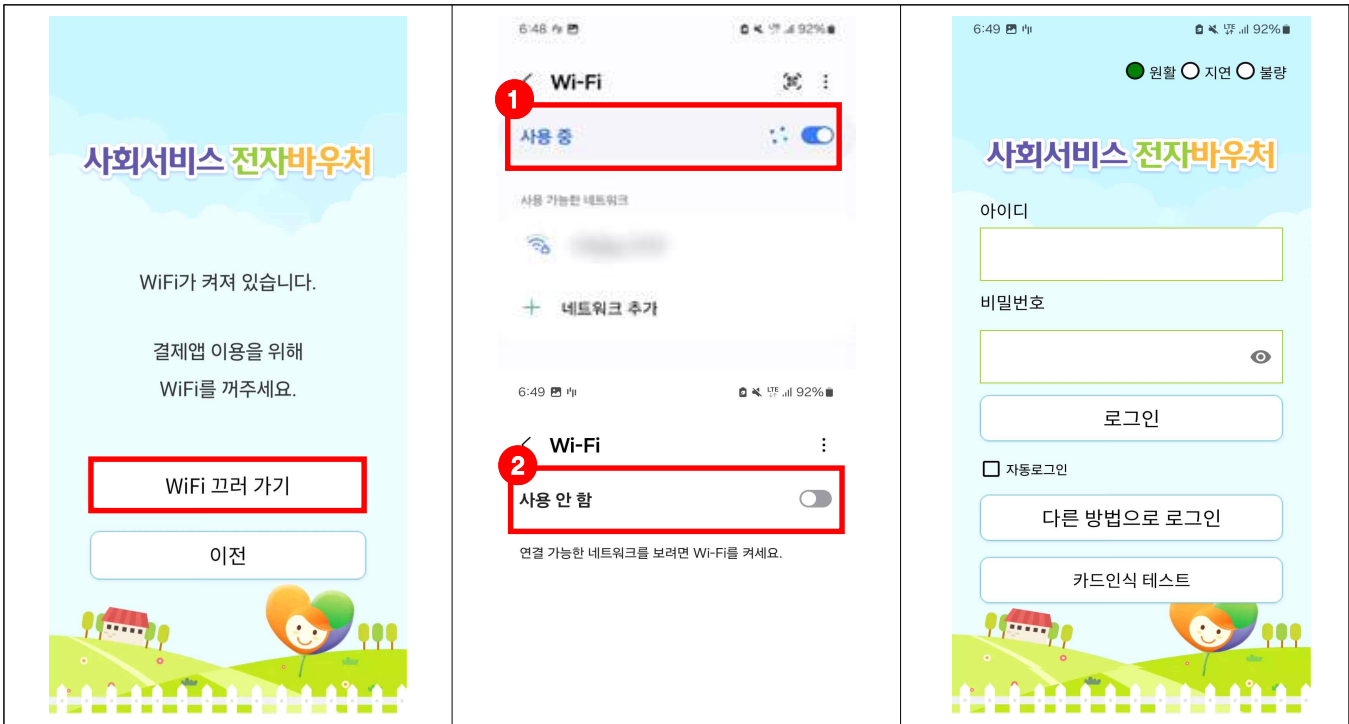 사회서비스 전자바우처
WiFi가 켜져 있습니다.
결제앱 이용을 위해
WiFi를 꺼주세요.
WiFi 끄러 가기
이전
6:48
92%
Wi-Fi
1
사용 중
사용 가능한 네트워크
네트워크 추가
6:49
LTE
92%
Wi-Fi
2
사용 안 함
연결 가능한 네트워크를 보려면 Wi-Fi를 켜세요.
6:49
LTE
92%
원활 지연 불량
사회서비스 전자바우처
아이디
비밀번호
로그인
자동로그인
다른 방법으로 로그인
카드인식 테스트